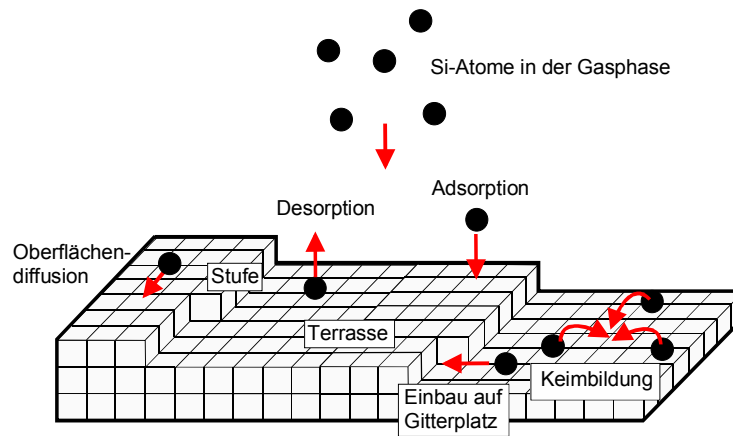 Si-Atome in der Gasphase
Adsorption
Desorption
Oberflächen-
diffusion
Stufe
Terrasse
Einbau auf
Gitterplatz
Keimbildung